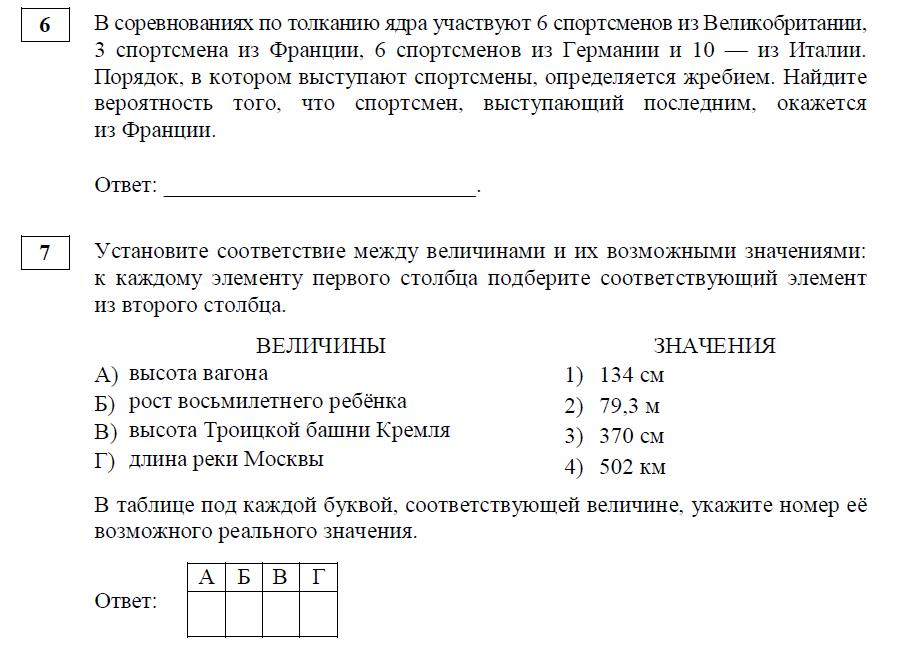 6 В соревнованиях по толканию ядра участвуют 6 спортсменов из Великобритании,
3 спортсмена из Франции, 6 спортсменов из Германии и 10 — из Италии.
Порядок, в котором выступают спортсмены, определяется жребием. Найдите
вероятность того, что спортсмен, выступающий последним, окажется
из Франции.
Ответ: ____________________________.
7 Установите соответствие между величинами и их возможными значениями:
к каждому элементу первого столбца подберите соответствующий элемент
из второго столбца.
ВЕЛИЧИНЫ ЗНАЧЕНИЯ
А) высота вагона 1) 134 см
Б) рост восьмилетнего ребёнка 2) 79,3 м
В) высота Троицкой башни Кремля 3) 370 см
Г) длина реки Москвы 4) 502 км
В таблице под каждой буквой, соответствующей величине, укажите номер её
возможного реального значения.
А Б В Г
Ответ: